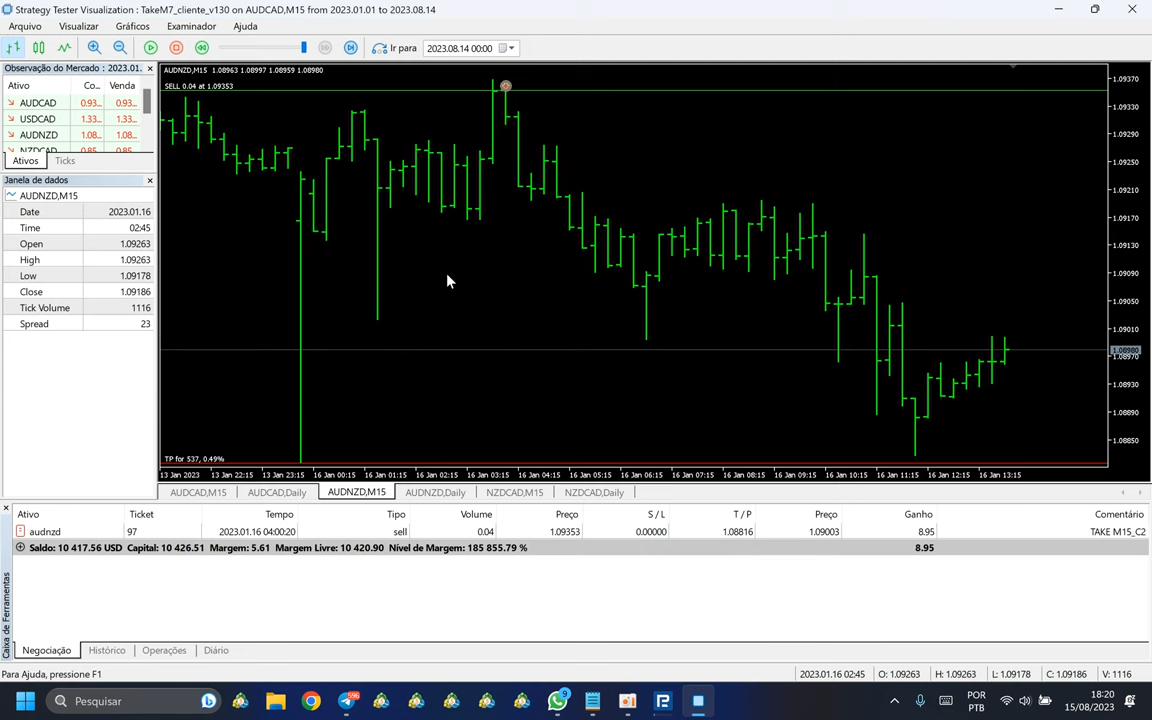 Strategy Tester Visualization : TakeM7_cliente_v130 on AUDCAD,M15 from 2023.01.01 to 2023.08.14
Arquivo Visualizar Gráficos Examinador Ajuda
Ir para 2023.08.14 00:00
Observação do Mercado : 2023.01.
Ativo Co... Venda
AUDCAD 0.93... 0.93...
USDCAD 1.33... 1.33...
AUDNZD 1.08... 1.08...
NZDCAD 0.85 0.85
Ativos Ticks
Janela de dados
AUDNZD,M15
Date 2023.01.16
Time 02:45
Open 1.09263
High 1.09263
Low 1.09178
Close 1.09186
Tick Volume 1116
Spread 23
AUDNZD,M15 1.08963 1.08997 1.08959 1.08980
SELL 0.04 at 1.09353
TP for 537, 0.49%
1.09370
1.09330
1.09290
1.09250
1.09210
1.09170
1.09130
1.09090
1.09050
1.09010
1.08980
1.08970
1.08930
1.08890
1.08850
13 Jan 2023 13 Jan 22:15 13 Jan 23:15 16 Jan 00:15 16 Jan 01:15 16 Jan 02:15 16 Jan 03:15 16 Jan 04:15 16 Jan 05:15 16 Jan 06:15 16 Jan 07:15 16 Jan 08:15 16 Jan 09:15 16 Jan 10:15 16 Jan 11:15 16 Jan 12:15 16 Jan 13:15
AUDCAD,M15 AUDCAD,Daily AUDNZD,M15 AUDNZD,Daily NZDCAD,M15 NZDCAD,Daily
Ativo Ticket Tempo Tipo Volume Preço S / L T / P Preço Ganho Comentário
audnzd 97 2023.01.16 04:00:20 sell 0.04 1.09353 0.00000 1.08816 1.09003 8.95 TAKE M15_C2
Saldo: 10 417.56 USD Capital: 10 426.51 Margem: 5.61 Margem Livre: 10 420.90 Nível de Margem: 185 855.79 % 8.95
Caixa de Ferramentas
Negociação Histórico Operações Diário
Para Ajuda, pressione F1
2023.01.16 02:45 O: 1.09263 H: 1.09263 L: 1.09178 C: 1.09186 V: 1116
Pesquisar
596
9
POR
PTB
18:20
15/08/2023